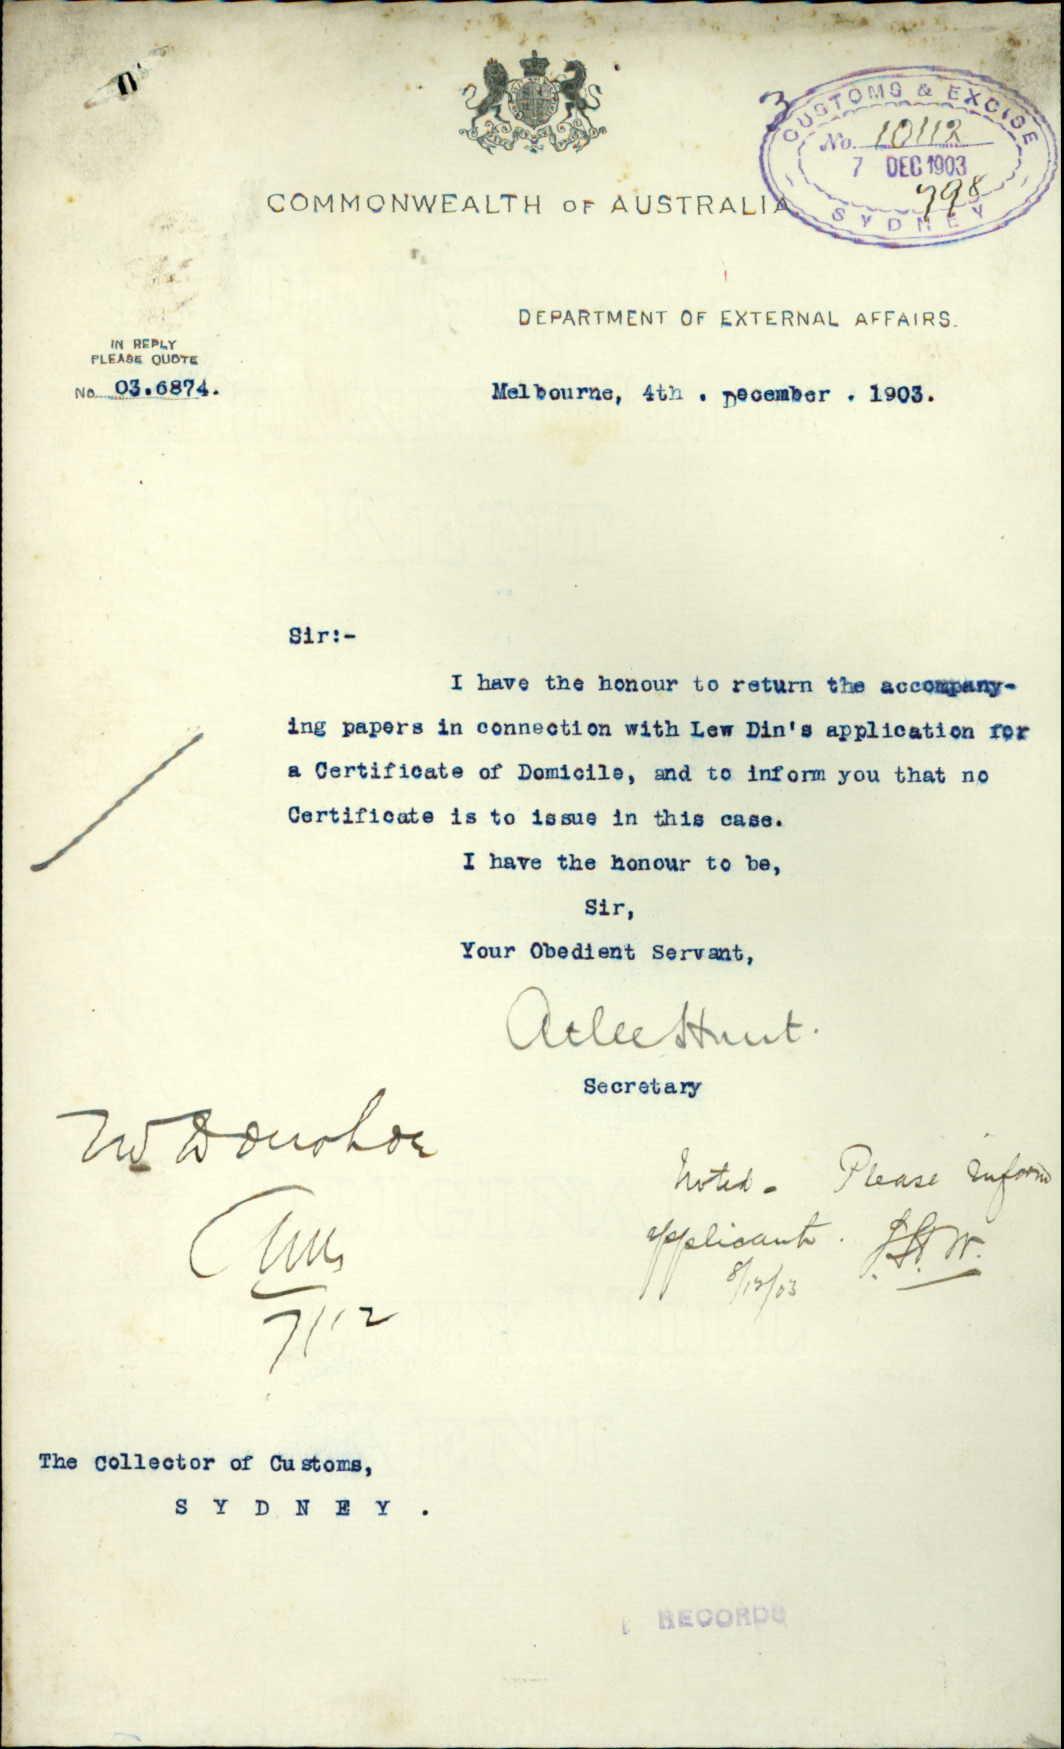 CUSTOMS & EXCISE
3
No. 10112
7 DEC 1903
798
SYDNEY
COMMONWEALTH OF AUSTRALIA
DEPARTMENT OF EXTERNAL AFFAIRS.
IN REPLY
PLEASE QUOTE
No. 03.6874.
Melbourne, 4th . December . 1903.
Sir:-
I have the honour to return the accompany-
ing papers in connection with Lew Din's application for
a Certificate of Domicile, and to inform you that no
Certificate is to issue in this case.
I have the honour to be,
Sir,
Your Obedient Servant,
Atlee Hunt.
Secretary
Donohoe
7/12
Noted. Please inform
applicant.
8/12/03
The Collector of Customs,
S Y D N E Y .
RECORDS